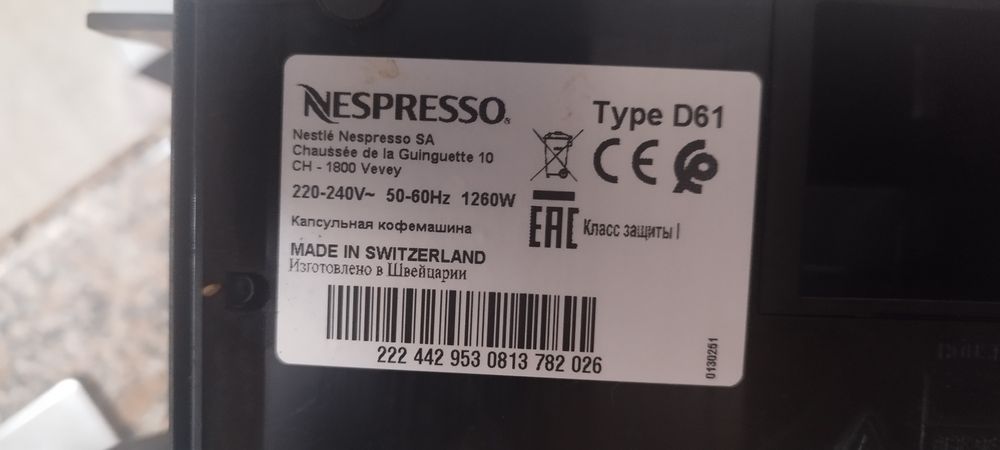 NESPRESSO
Type D61
Nestlé Nespresso SA
Chaussée de la Guinguette 10
CH - 1800 Vevey
220-240V~ 50-60Hz 1260W
Капсульная кофемашина
EAC Класс защиты I
MADE IN SWITZERLAND
Изготовлено в Швейцарии
222 442 953 0813 782 026
0130251